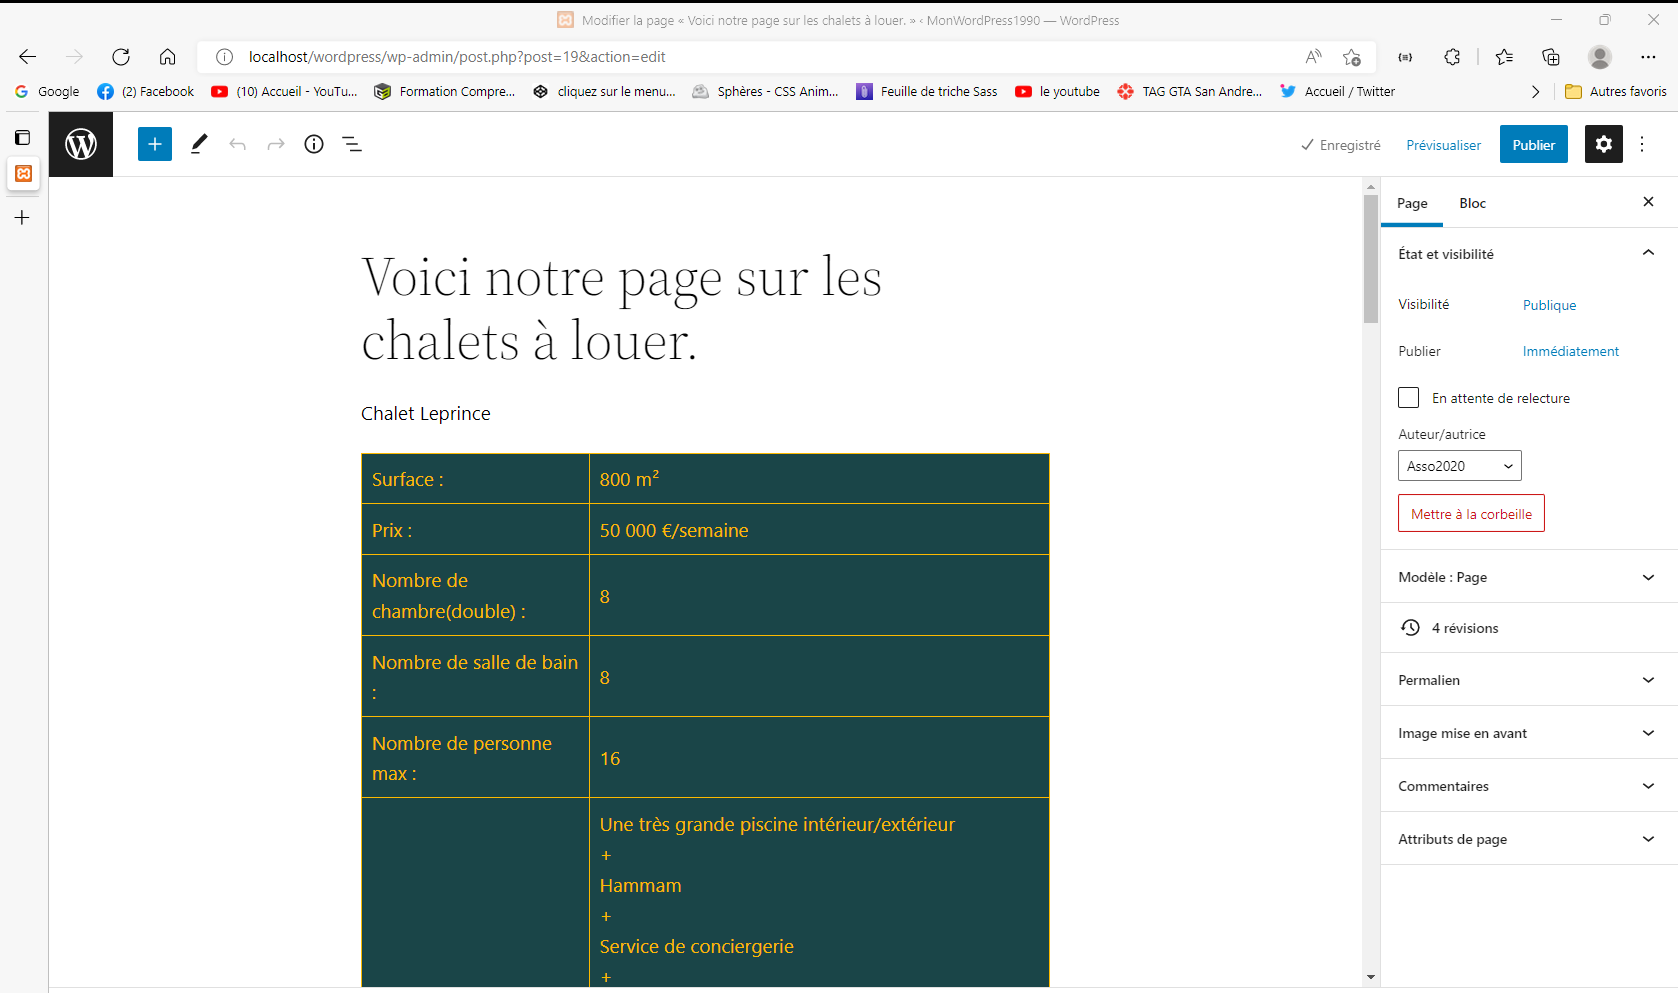 Modifier la page « Voici notre page sur les chalets à louer. » ‹ MonWordPress1990 — WordPress
localhost/wordpress/wp-admin/post.php?post=19&action=edit
Google
(2) Facebook
(10) Accueil - YouTu...
Formation Compre...
cliquez sur le menu...
Sphères - CSS Anim...
Feuille de triche Sass
le youtube
TAG GTA San Andre...
Accueil / Twitter
Autres favoris
Enregistré
Prévisualiser
Publier
Voici notre page sur les
chalets à louer.
Chalet Leprince
Surface :
800 m²
Prix :
50 000 €/semaine
Nombre de
chambre(double) :
8
Nombre de salle de bain
:
8
Nombre de personne
max :
16
Une très grande piscine intérieur/extérieur
+
Hammam
+
Service de conciergerie
+
Page
Bloc
État et visibilité
Visibilité
Publique
Publier
Immédiatement
En attente de relecture
Auteur/autrice
Asso2020
Mettre à la corbeille
Modèle : Page
4 révisions
Permalien
Image mise en avant
Commentaires
Attributs de page